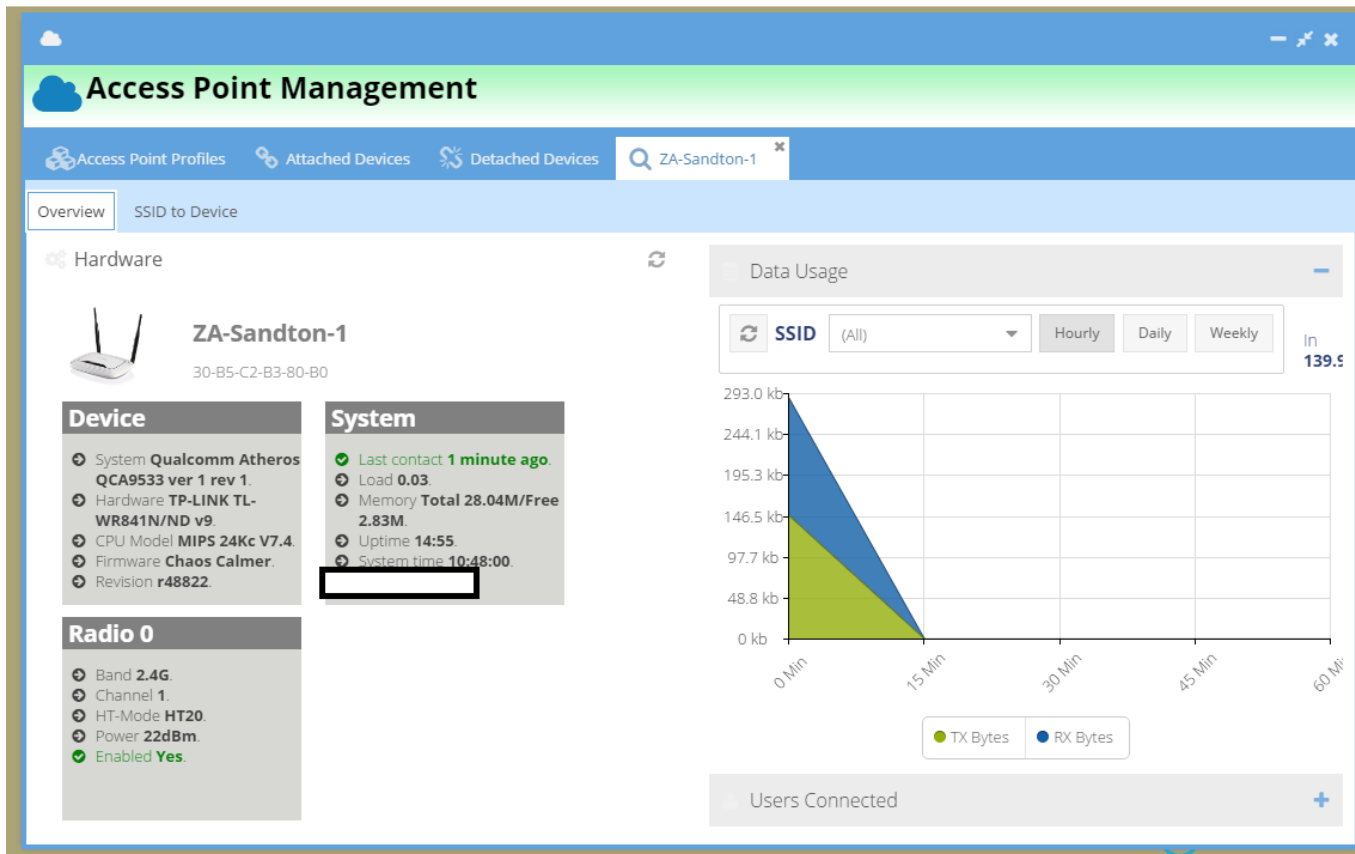 Access Point Management
Access Point Profiles
Attached Devices
Detached Devices
ZA-Sandton-1
Overview
SSID to Device
Hardware
ZA-Sandton-1
30-B5-C2-B3-80-B0
Device
System Qualcomm Atheros
QCA9533 ver 1 rev 1.
Hardware TP-LINK TL-
WR841N/ND v9.
CPU Model MIPS 24Kc V7.4.
Firmware Chaos Calmer.
Revision r48822.
System
Last contact 1 minute ago.
Load 0.03.
Memory Total 28.04M/Free
2.83M.
Uptime 14:55.
System time 10:48:00.
Radio 0
Band 2.4G.
Channel 1.
HT-Mode HT20.
Power 22dBm.
Enabled Yes.
Data Usage
SSID
(All)
Hourly
Daily
Weekly
In
139.9
293.0 kb
244.1 kb
195.3 kb
146.5 kb
97.7 kb
48.8 kb
0 kb
0 Min
15 Min
30 Min
45 Min
60 Mi
TX Bytes
RX Bytes
Users Connected